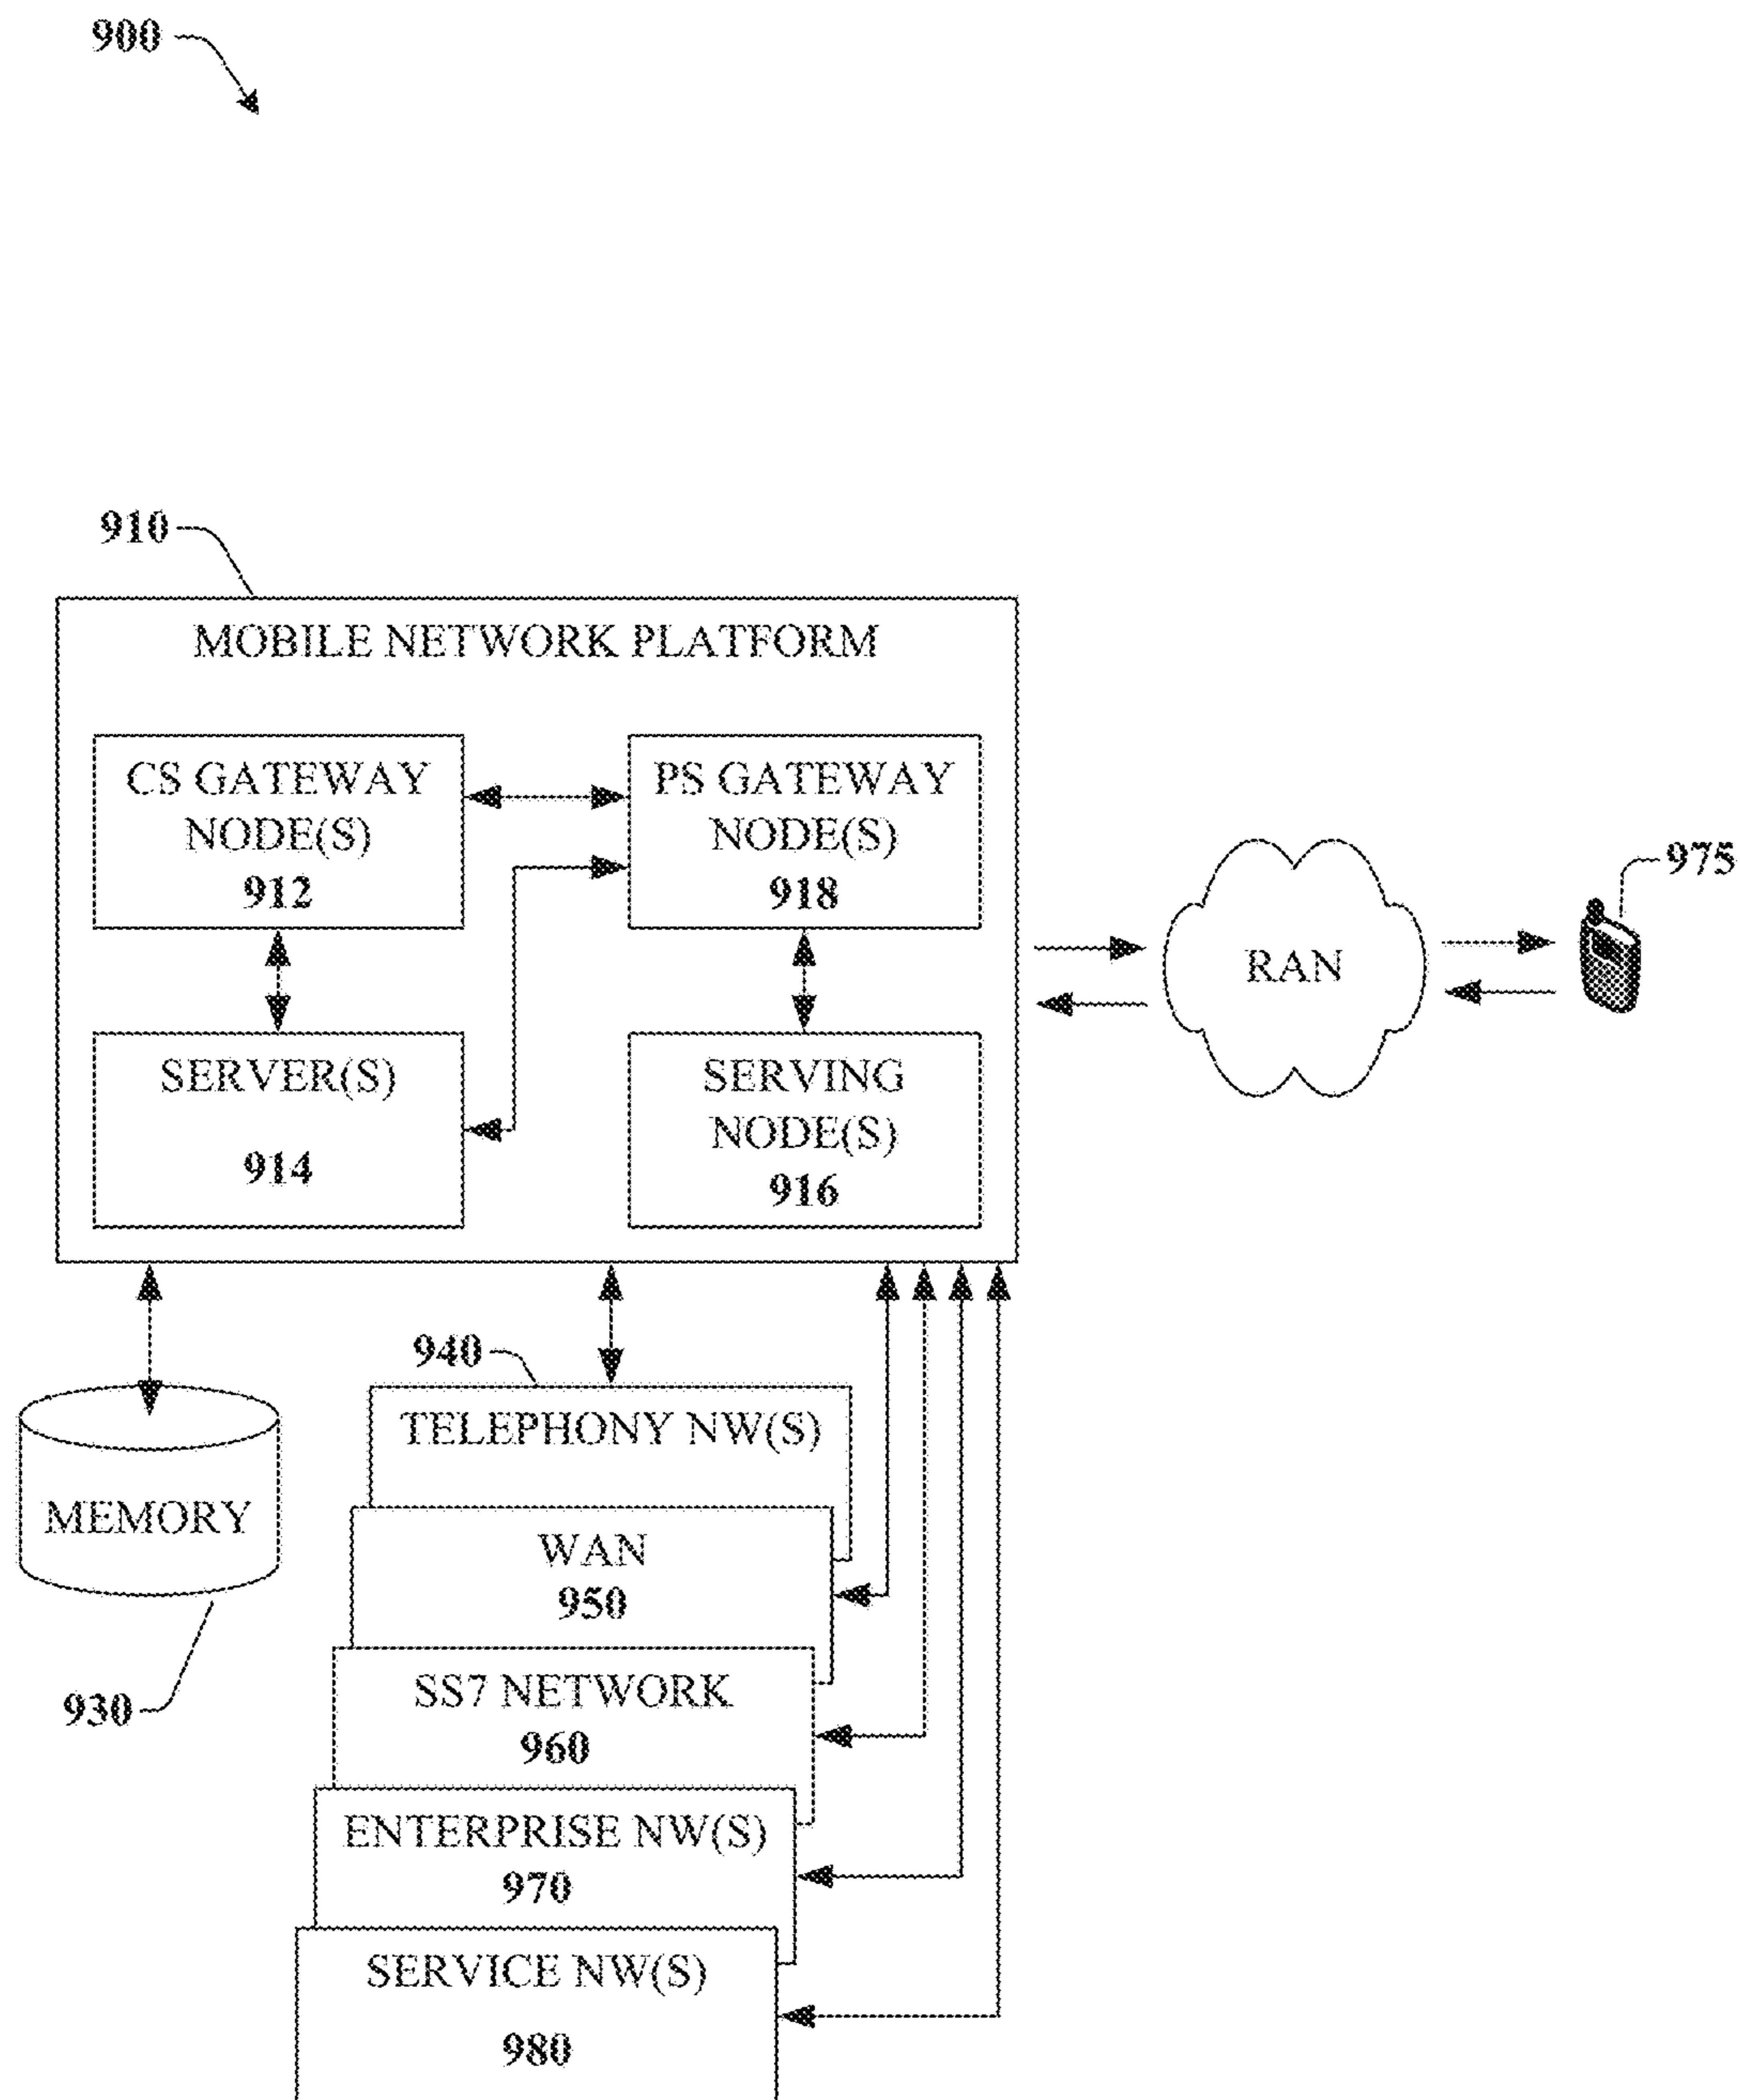 900
910
MOBILE NETWORK PLATFORM
CS GATEWAY
NODE(S)
912
PS GATEWAY
NODE(S)
918
SERVER(S)
914
SERVING
NODE(S)
916
RAN
975
940
TELEPHONY NW(S)
MEMORY
930
WAN
950
SS7 NETWORK
960
ENTERPRISE NW(S)
970
SERVICE NW(S)
980